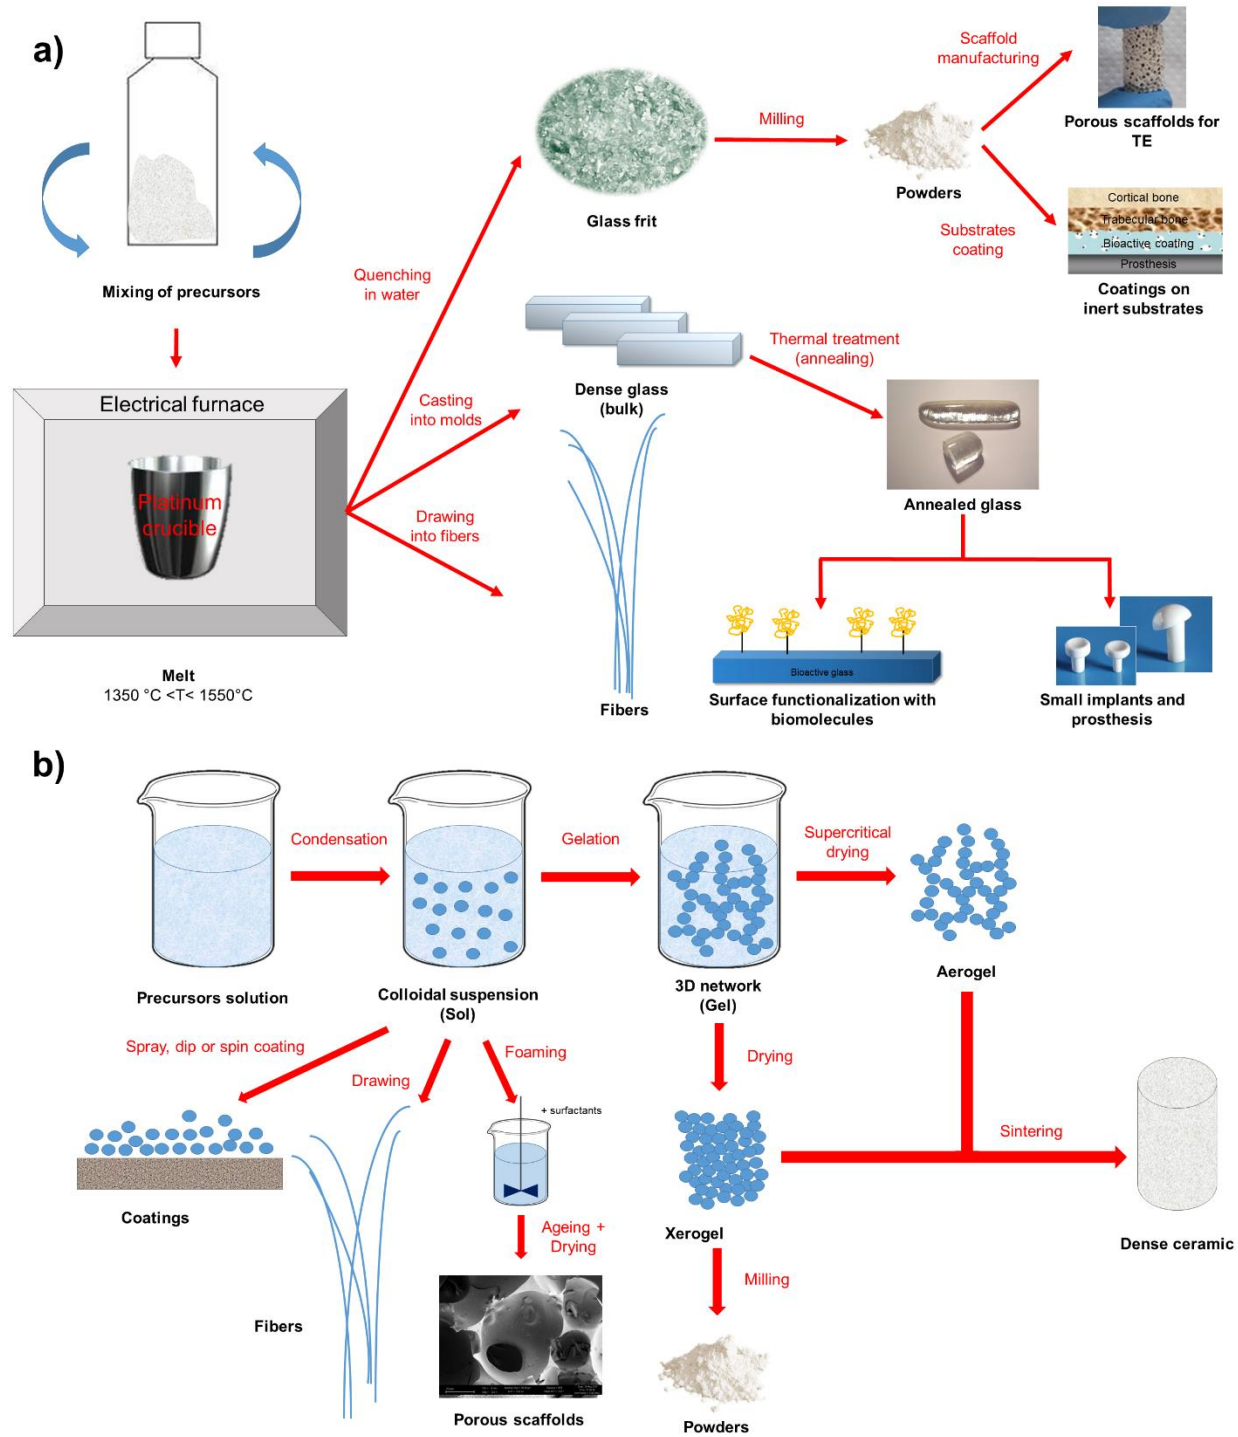 a)
Mixing of precursors
Electrical furnace
Platinum
crucible
Melt
1350 °C <T< 1550°C
Quenching
in water
Casting
into molds
Drawing
into fibers
Glass frit
Milling
Powders
Scaffold
manufacturing
Porous scaffolds for
TE
Substrates
coating
Cortical bone
Trabecular bone
Bioactive coating
Prosthesis
Coatings on
inert substrates
Dense glass
(bulk)
Thermal treatment
(annealing)
Annealed glass
Fibers
Bioactive glass
Surface functionalization with
biomolecules
Small implants and
prosthesis
b)
Precursors solution
Condensation
Colloidal suspension
(Sol)
Gelation
3D network
(Gel)
Supercritical
drying
Aerogel
Spray, dip or spin coating
Coatings
Drawing
Fibers
Foaming
+ surfactants
Ageing +
Drying
Porous scaffolds
Drying
Xerogel
Milling
Powders
Sintering
Dense ceramic